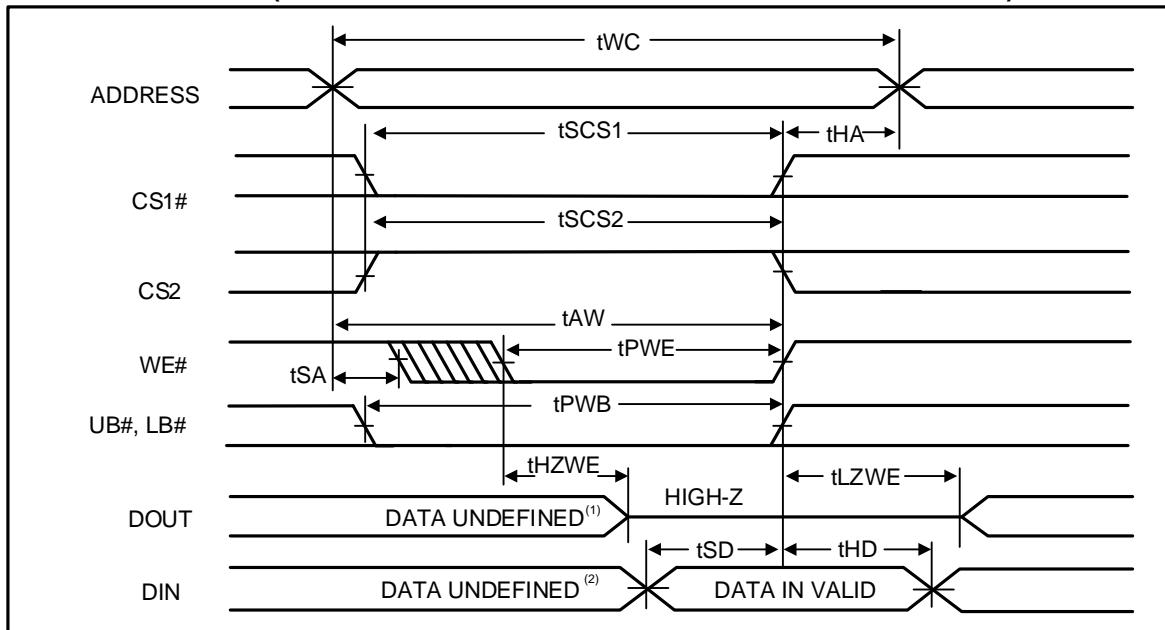 tWC
ADDRESS
tSCS1
tHA
CS1#
tSCS2
CS2
tAW
WE#
tPWE
tSA
tPWB
UB#, LB#
tHZWE
tLZWE
HIGH-Z
DOUT
DATA UNDEFINED(1)
tSD
tHD
DIN
DATA UNDEFINED (2)
DATA IN VALID